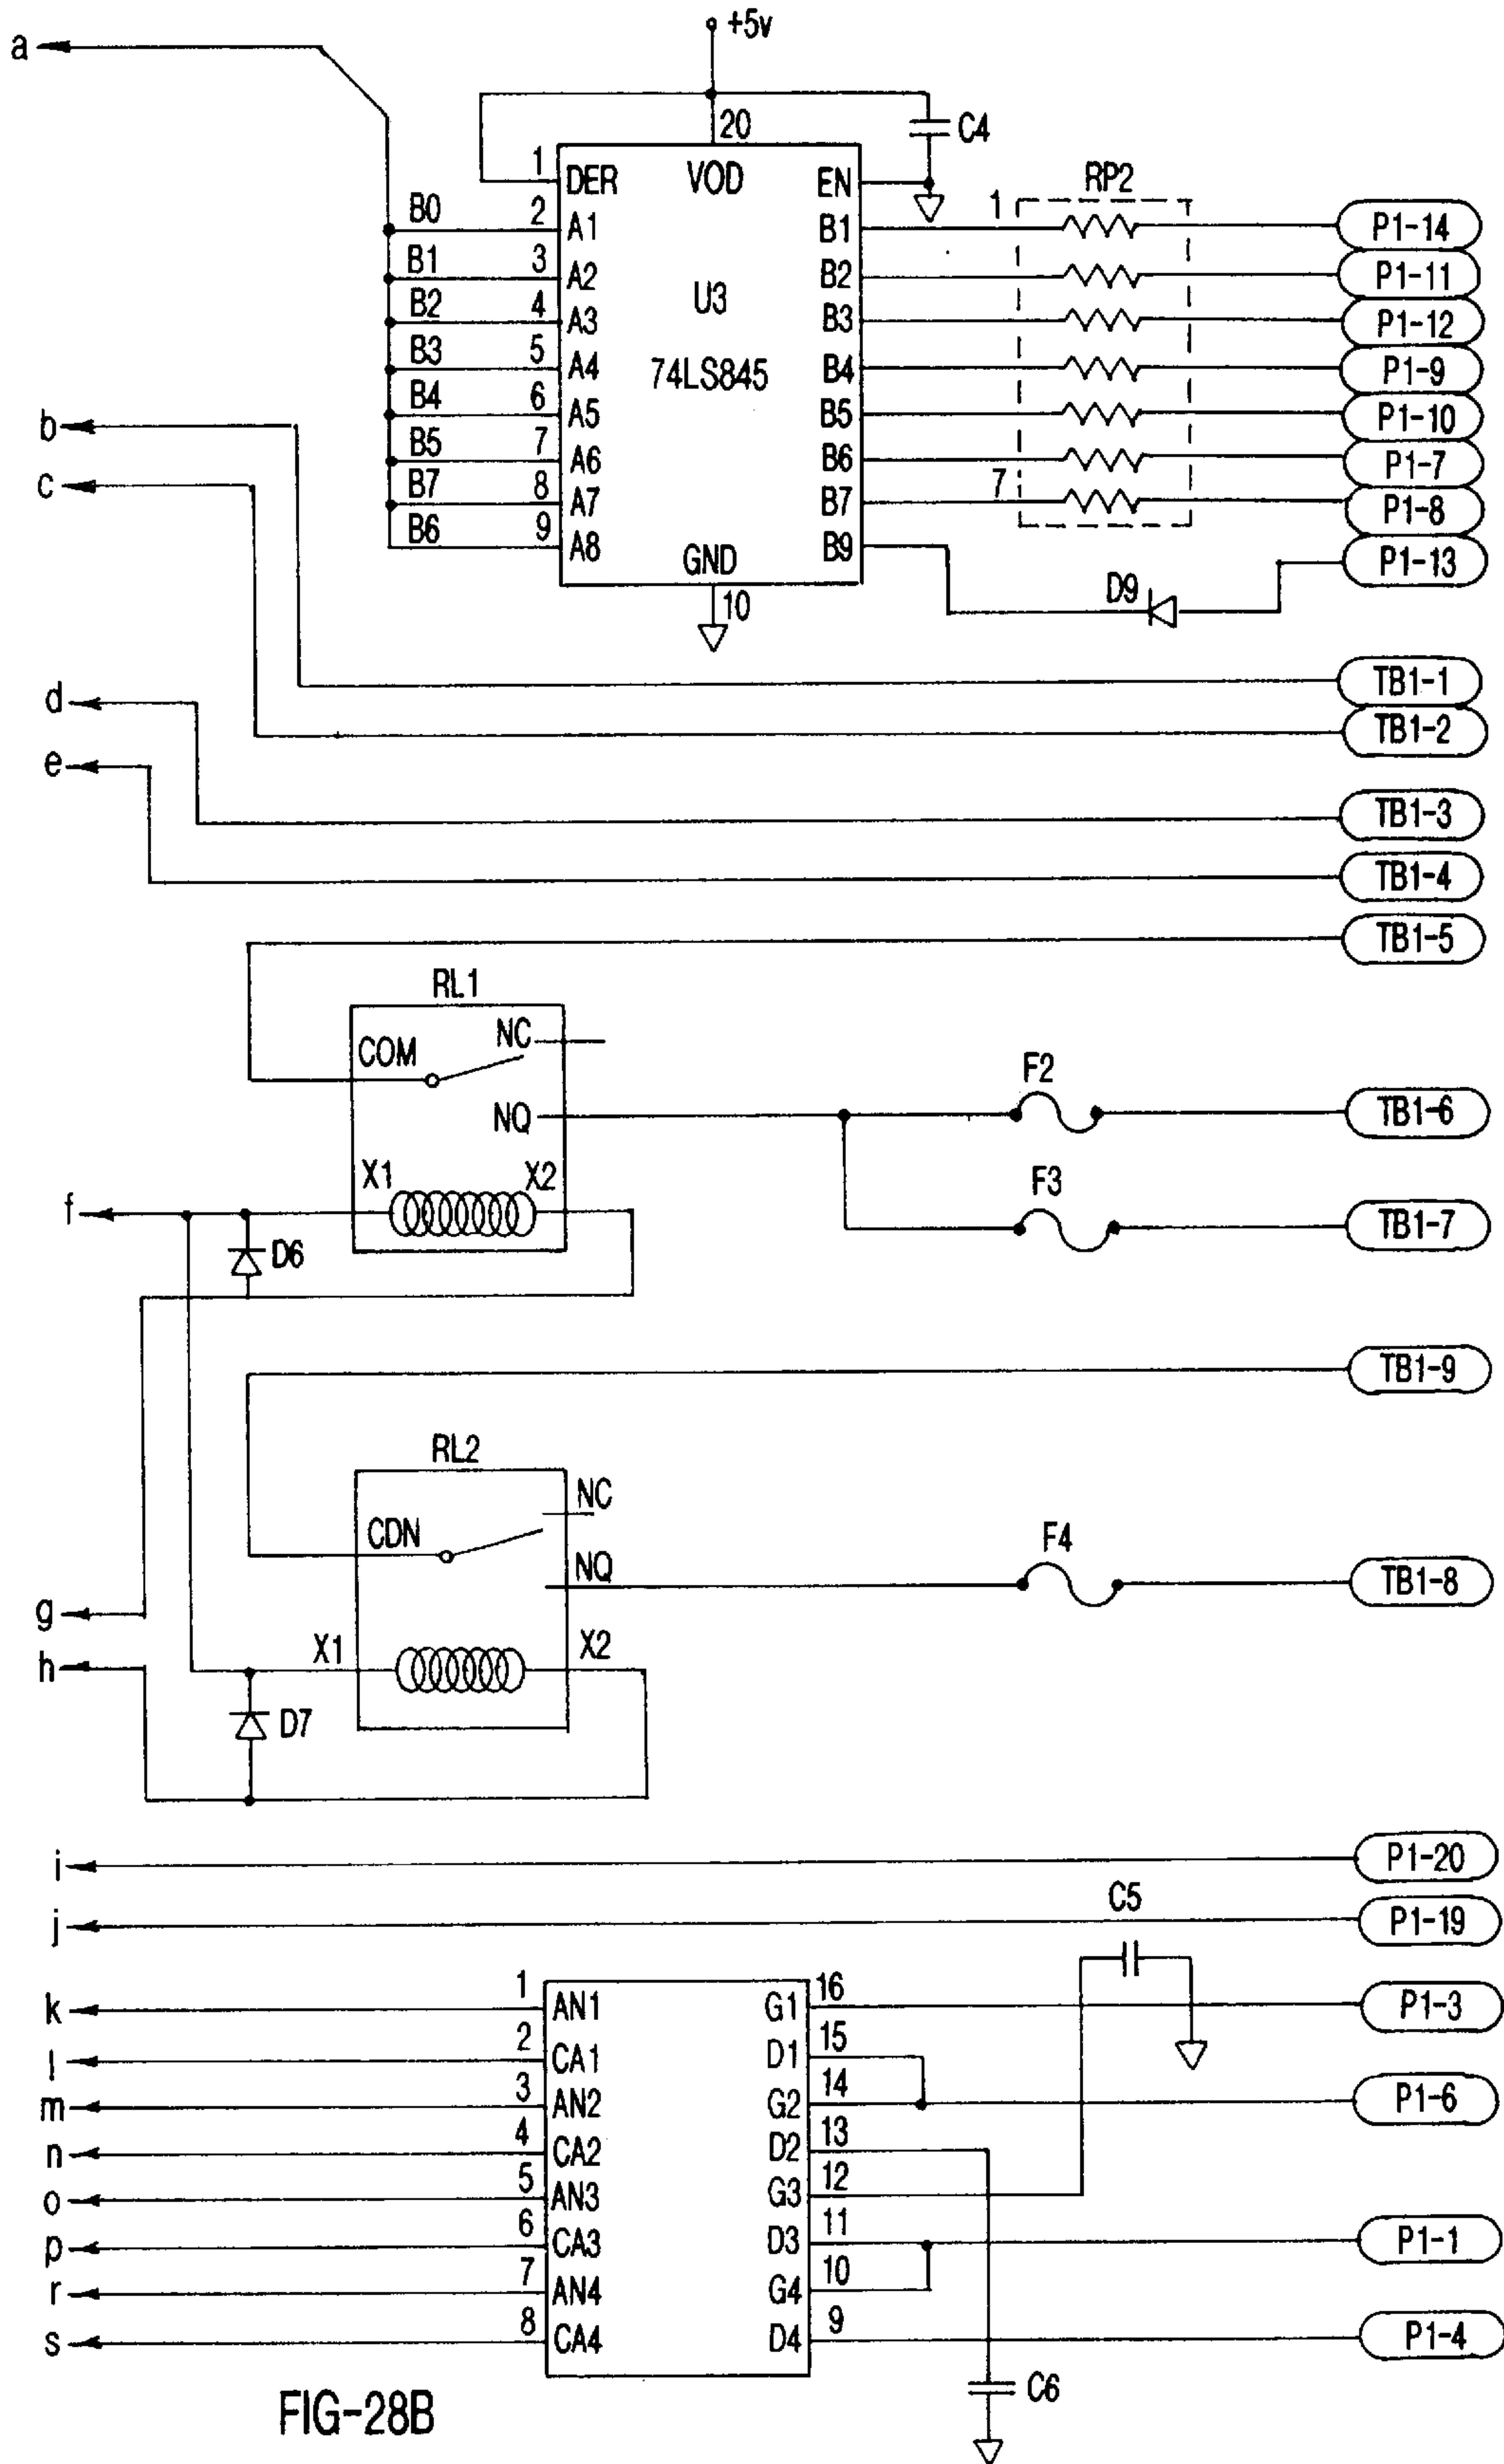 +5v
a
20
C4
1
DER
VOD
EN
RP2
B0
2
A1
B1
1
P1-14
B1
3
A2
B2
P1-11
B2
4
A3
U3
B3
P1-12
B3
5
A4
74LS845
B4
P1-9
B4
6
A5
B5
P1-10
b
B5
7
A6
B6
P1-7
c
B7
8
A7
B7
7
P1-8
B6
9
A8
GND
B9
P1-13
10
D9
TB1-1
d
TB1-2
e
TB1-3
TB1-4
TB1-5
RL1
NC
COM
F2
NQ
TB1-6
X1
X2
F3
f
TB1-7
D6
TB1-9
RL2
NC
CDN
F4
NQ
TB1-8
g
h
X1
X2
D7
i
P1-20
C5
j
P1-19
k
1
AN1
G1
16
P1-3
l
2
CA1
D1
15
m
3
AN2
G2
14
P1-6
n
4
CA2
D2
13
o
5
AN3
G3
12
p
6
CA3
D3
11
P1-1
r
7
AN4
G4
10
s
8
CA4
D4
9
P1-4
C6
FIG-28B